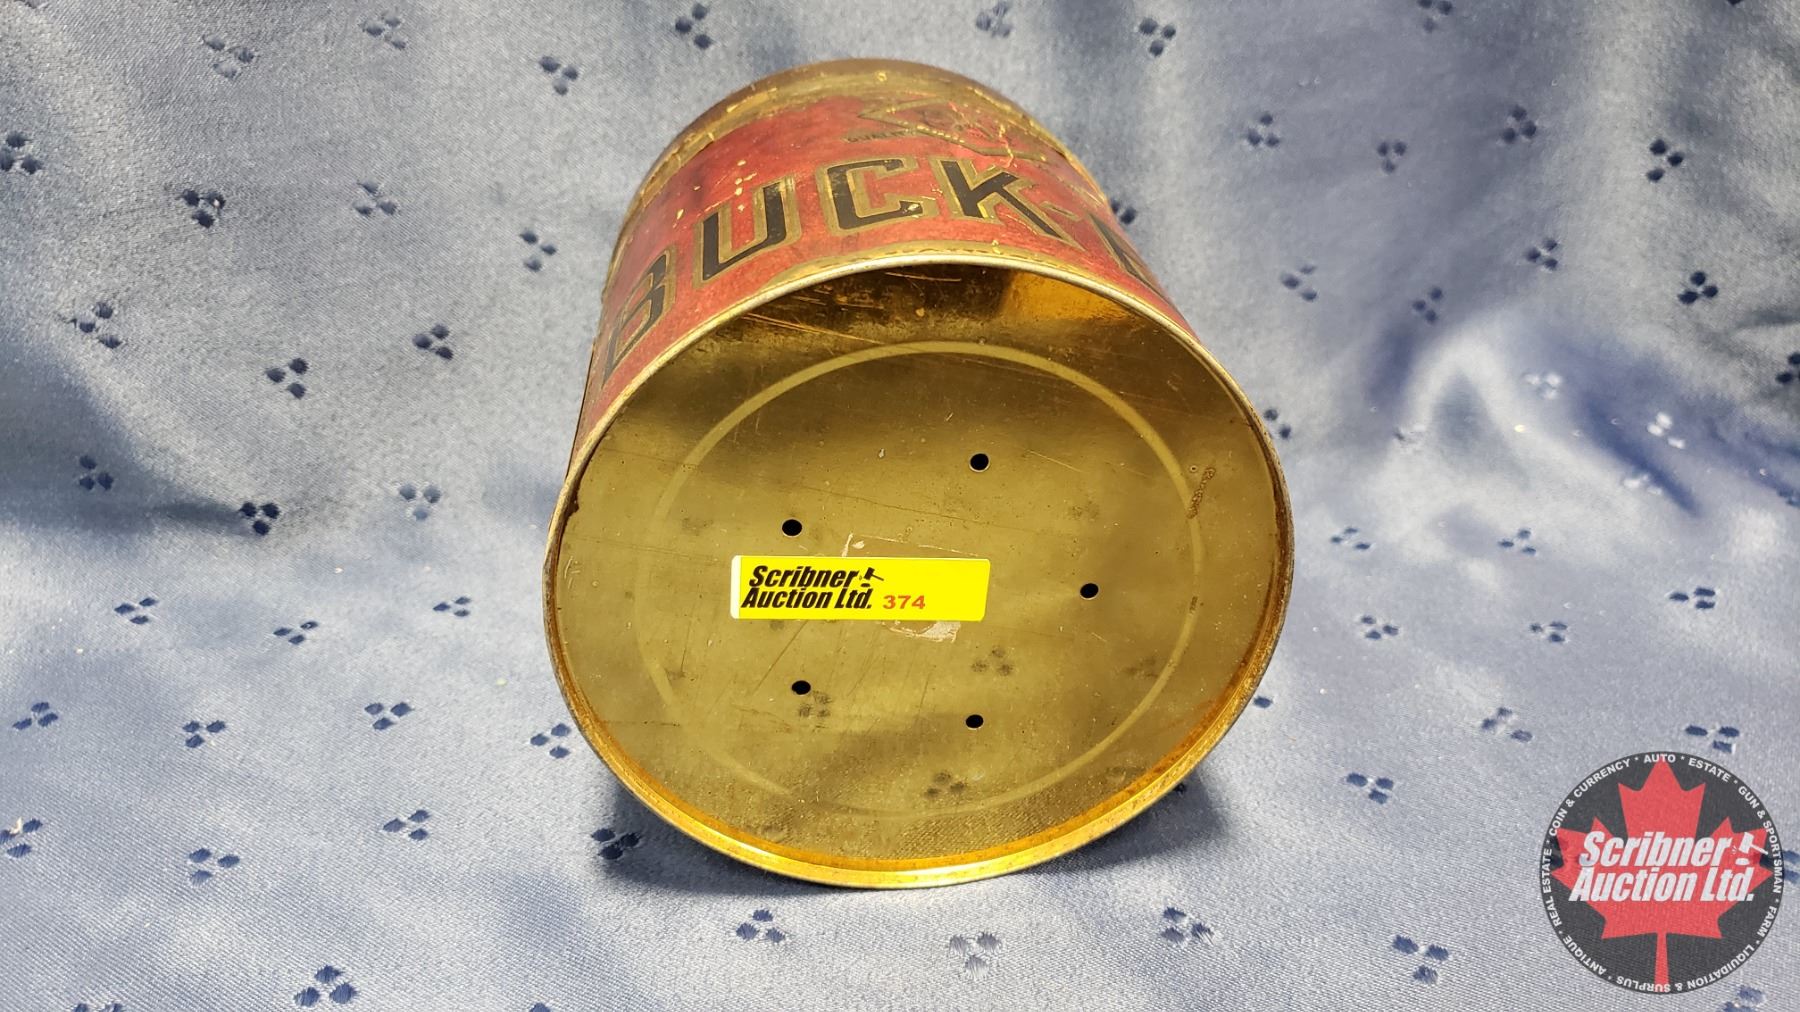 BUCK-
Scribner
Auction Ltd. 374
COIN & CURRENCY * AUTO * ESTATE * GUN & SPORTSMAN * FARM * LIQUIDATION & SURPLUS * ANTIQUE * REAL ESTATE *
Scribner
Auction Ltd.